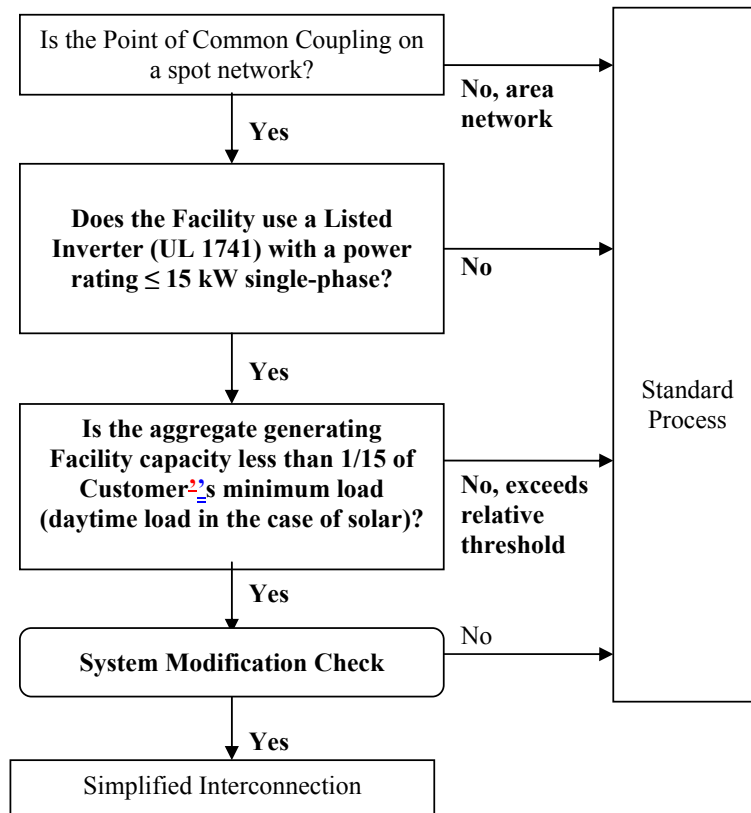 Is the Point of Common Coupling on
a spot network?
No, area
network
Yes
Does the Facility use a Listed
Inverter (UL 1741) with a power
rating ≤ 15 kW single-phase?
No
Yes
Is the aggregate generating
Facility capacity less than 1/15 of
Customer’’s minimum load
(daytime load in the case of solar)?
No, exceeds
relative
threshold
Yes
System Modification Check
No
Yes
Simplified Interconnection
Standard
Process